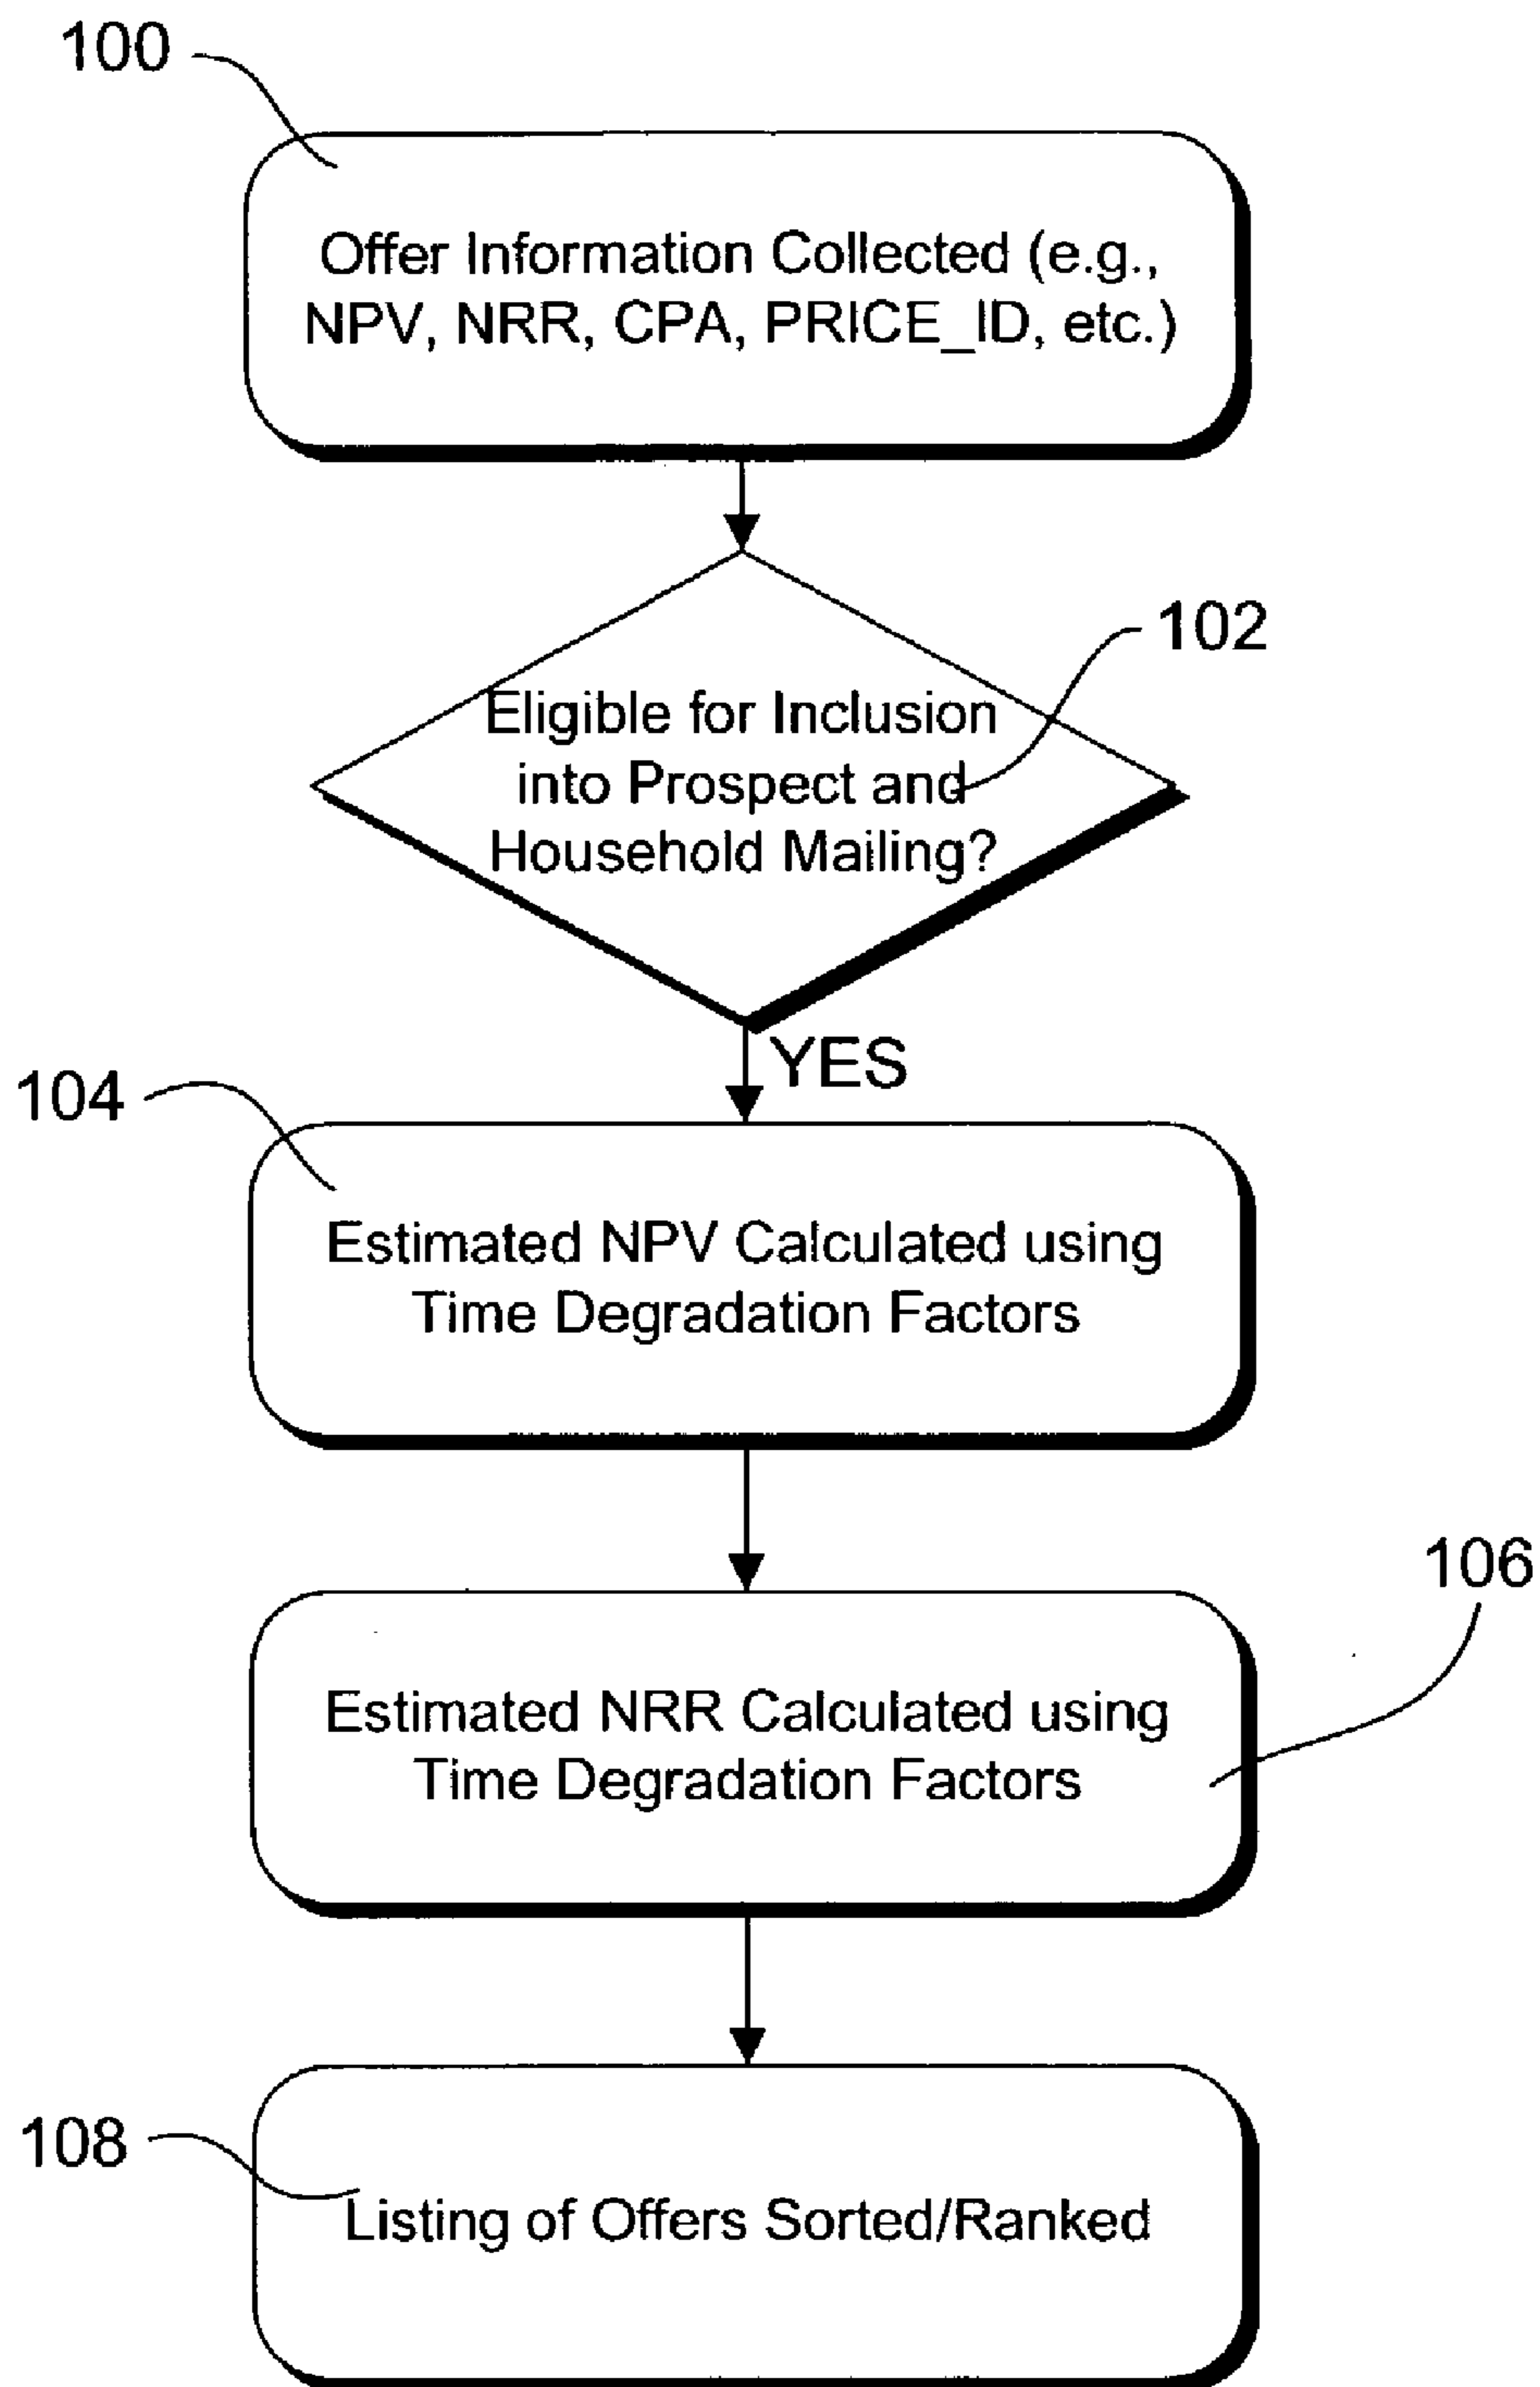 100
Offer Information Collected (e.g.,
NPV, NRR, CPA, PRICE_ID, etc.)
102
Eligible for Inclusion
into Prospect and
Household Mailing?
YES
104
Estimated NPV Calculated using
Time Degradation Factors
106
Estimated NRR Calculated using
Time Degradation Factors
108
Listing of Offers Sorted/Ranked